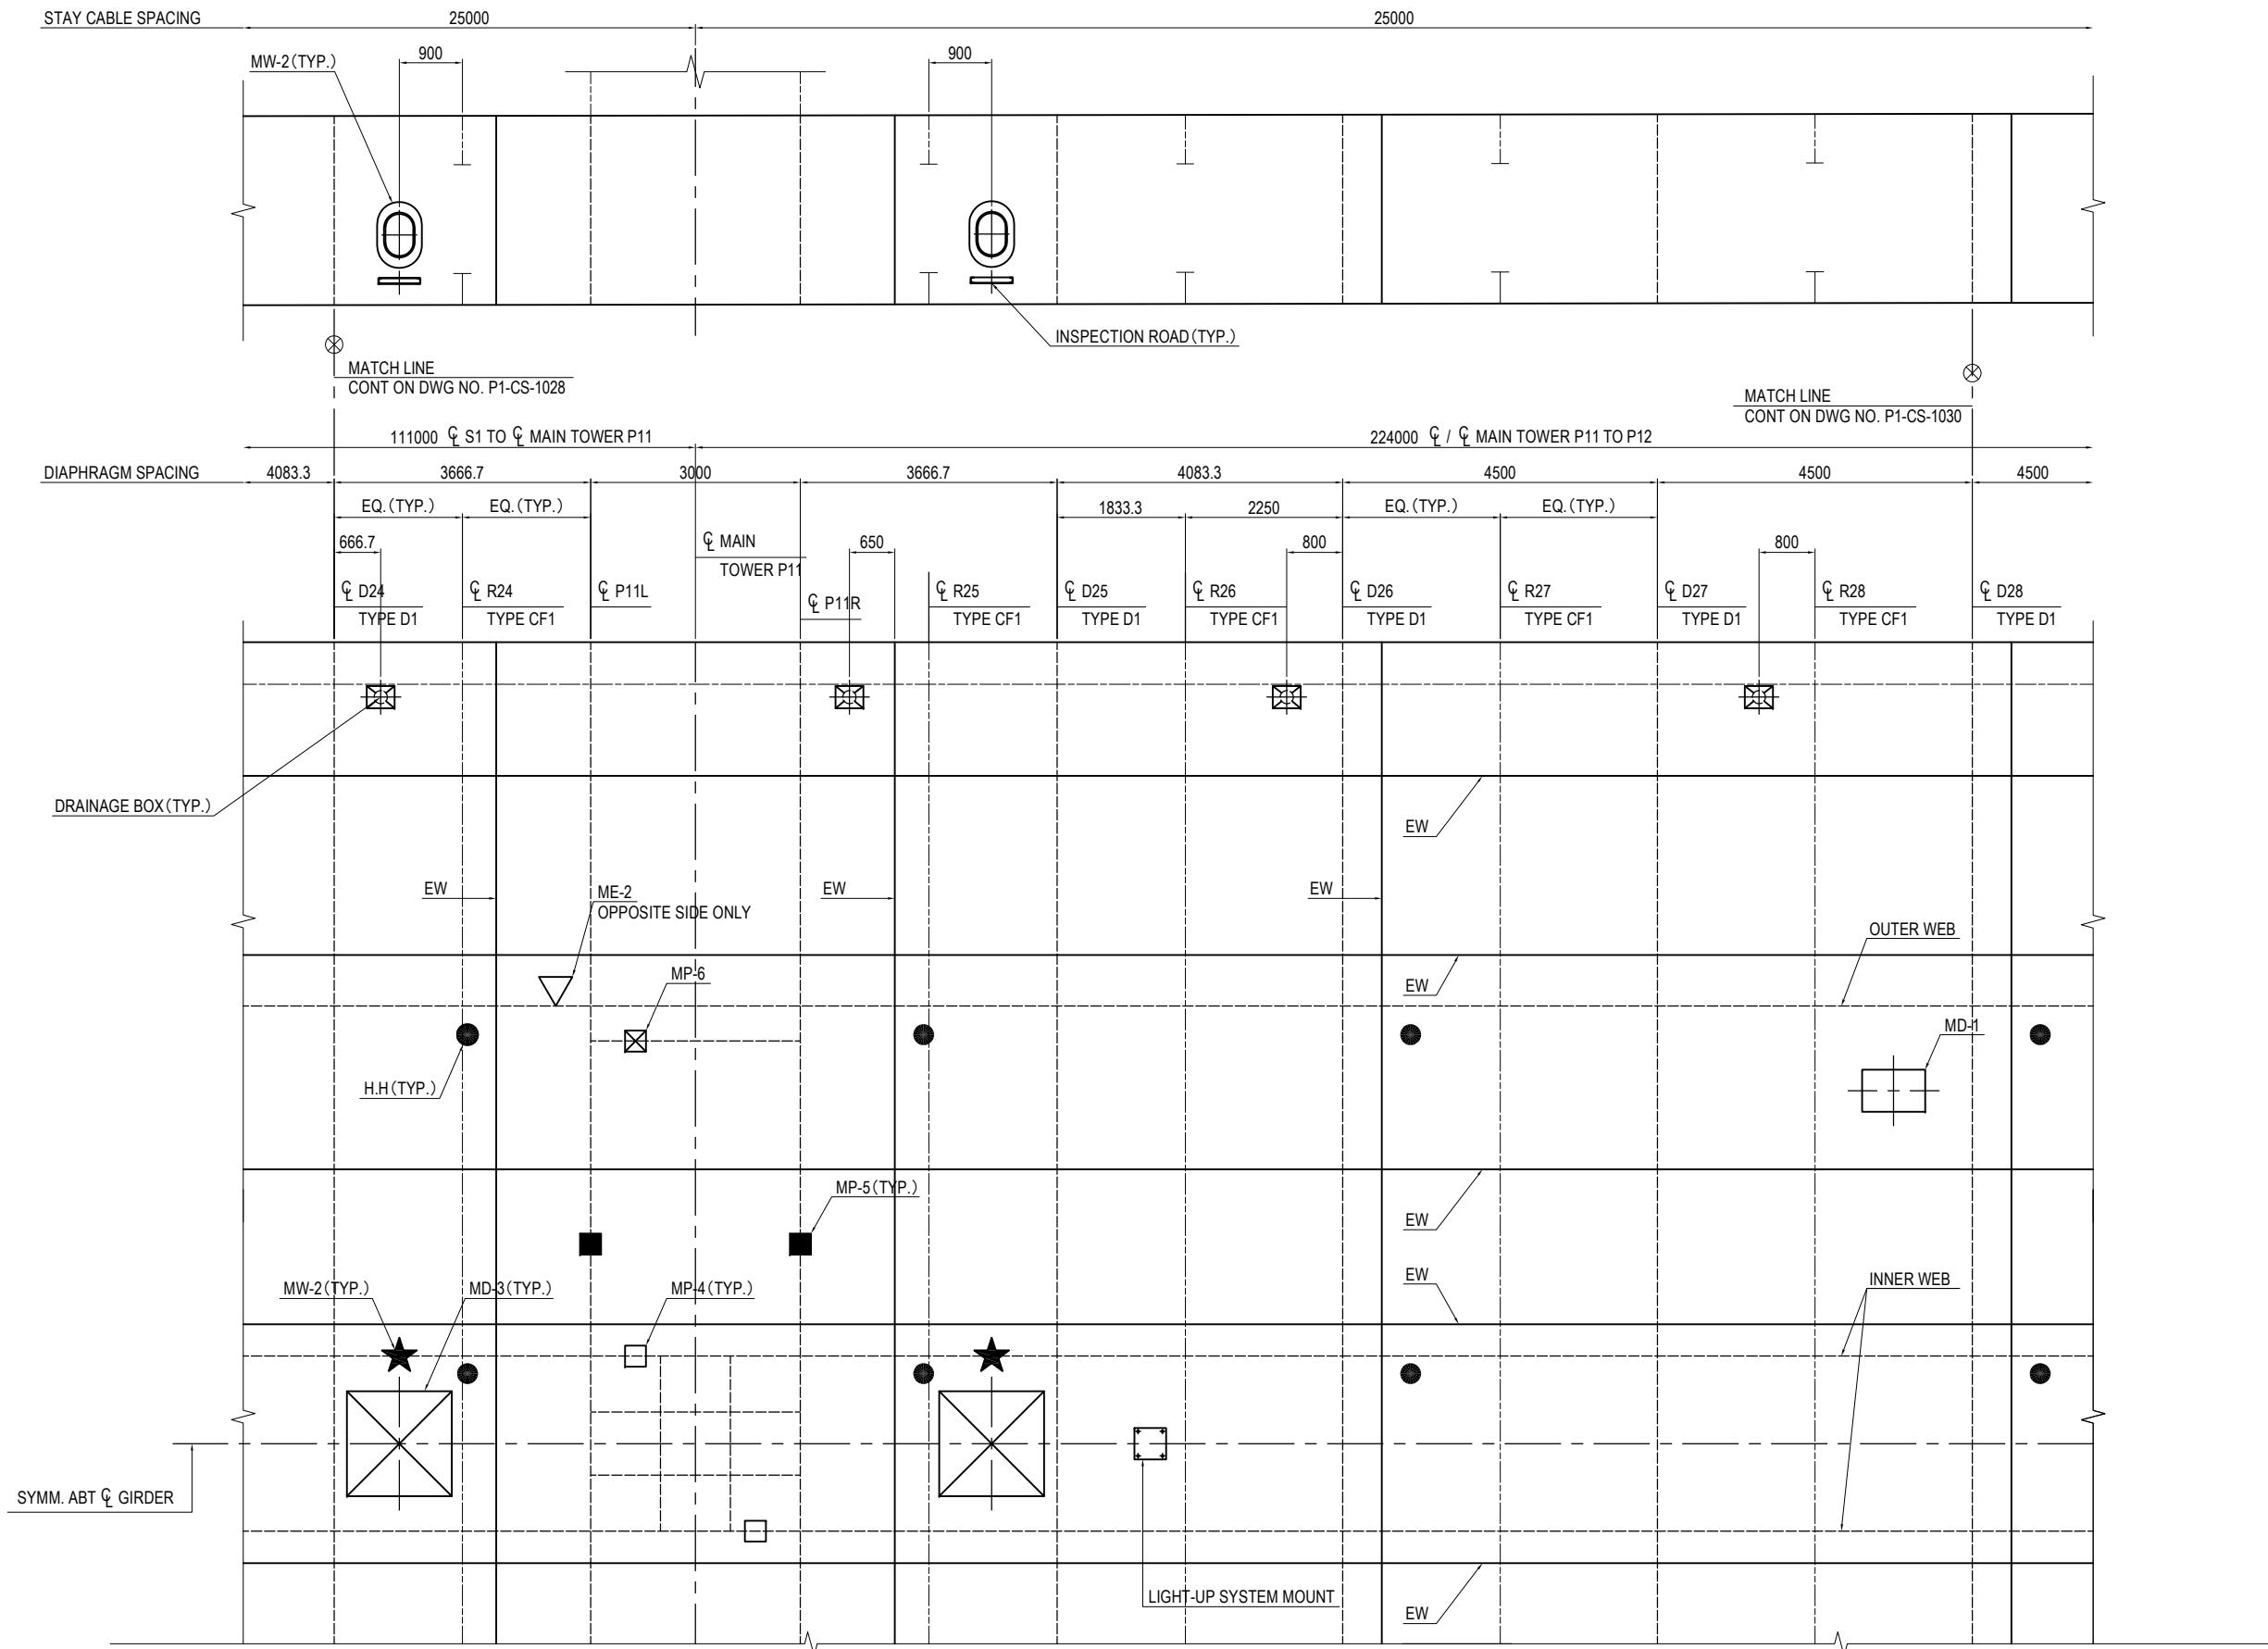 STAY CABLE SPACING
25000
25000
MW-2(TYP.)
900
900
INSPECTION ROAD(TYP.)
MATCH LINE
CONT ON DWG NO. P1-CS-1028
MATCH LINE
CONT ON DWG NO. P1-CS-1030
111000 ℄ S1 TO ℄ MAIN TOWER P11
224000 ℄ / ℄ MAIN TOWER P11 TO P12
DIAPHRAGM SPACING
4083.3
3666.7
3000
3666.7
4083.3
4500
4500
4500
EQ.(TYP.)
EQ.(TYP.)
1833.3
2250
EQ.(TYP.)
EQ.(TYP.)
666.7
℄ MAIN
TOWER P11
650
800
800
℄ D24
TYPE D1
℄ R24
TYPE CF1
℄ P11L
℄ P11R
℄ R25
TYPE CF1
℄ D25
TYPE D1
℄ R26
TYPE CF1
℄ D26
TYPE D1
℄ R27
TYPE CF1
℄ D27
TYPE D1
℄ R28
TYPE CF1
℄ D28
TYPE D1
DRAINAGE BOX(TYP.)
EW
EW
ME-2
OPPOSITE SIDE ONLY
EW
EW
OUTER WEB
MP-6
EW
MD-1
H.H(TYP.)
MP-5(TYP.)
EW
MW-2(TYP.)
MD-3(TYP.)
MP-4(TYP.)
EW
INNER WEB
SYMM. ABT ℄ GIRDER
LIGHT-UP SYSTEM MOUNT
EW